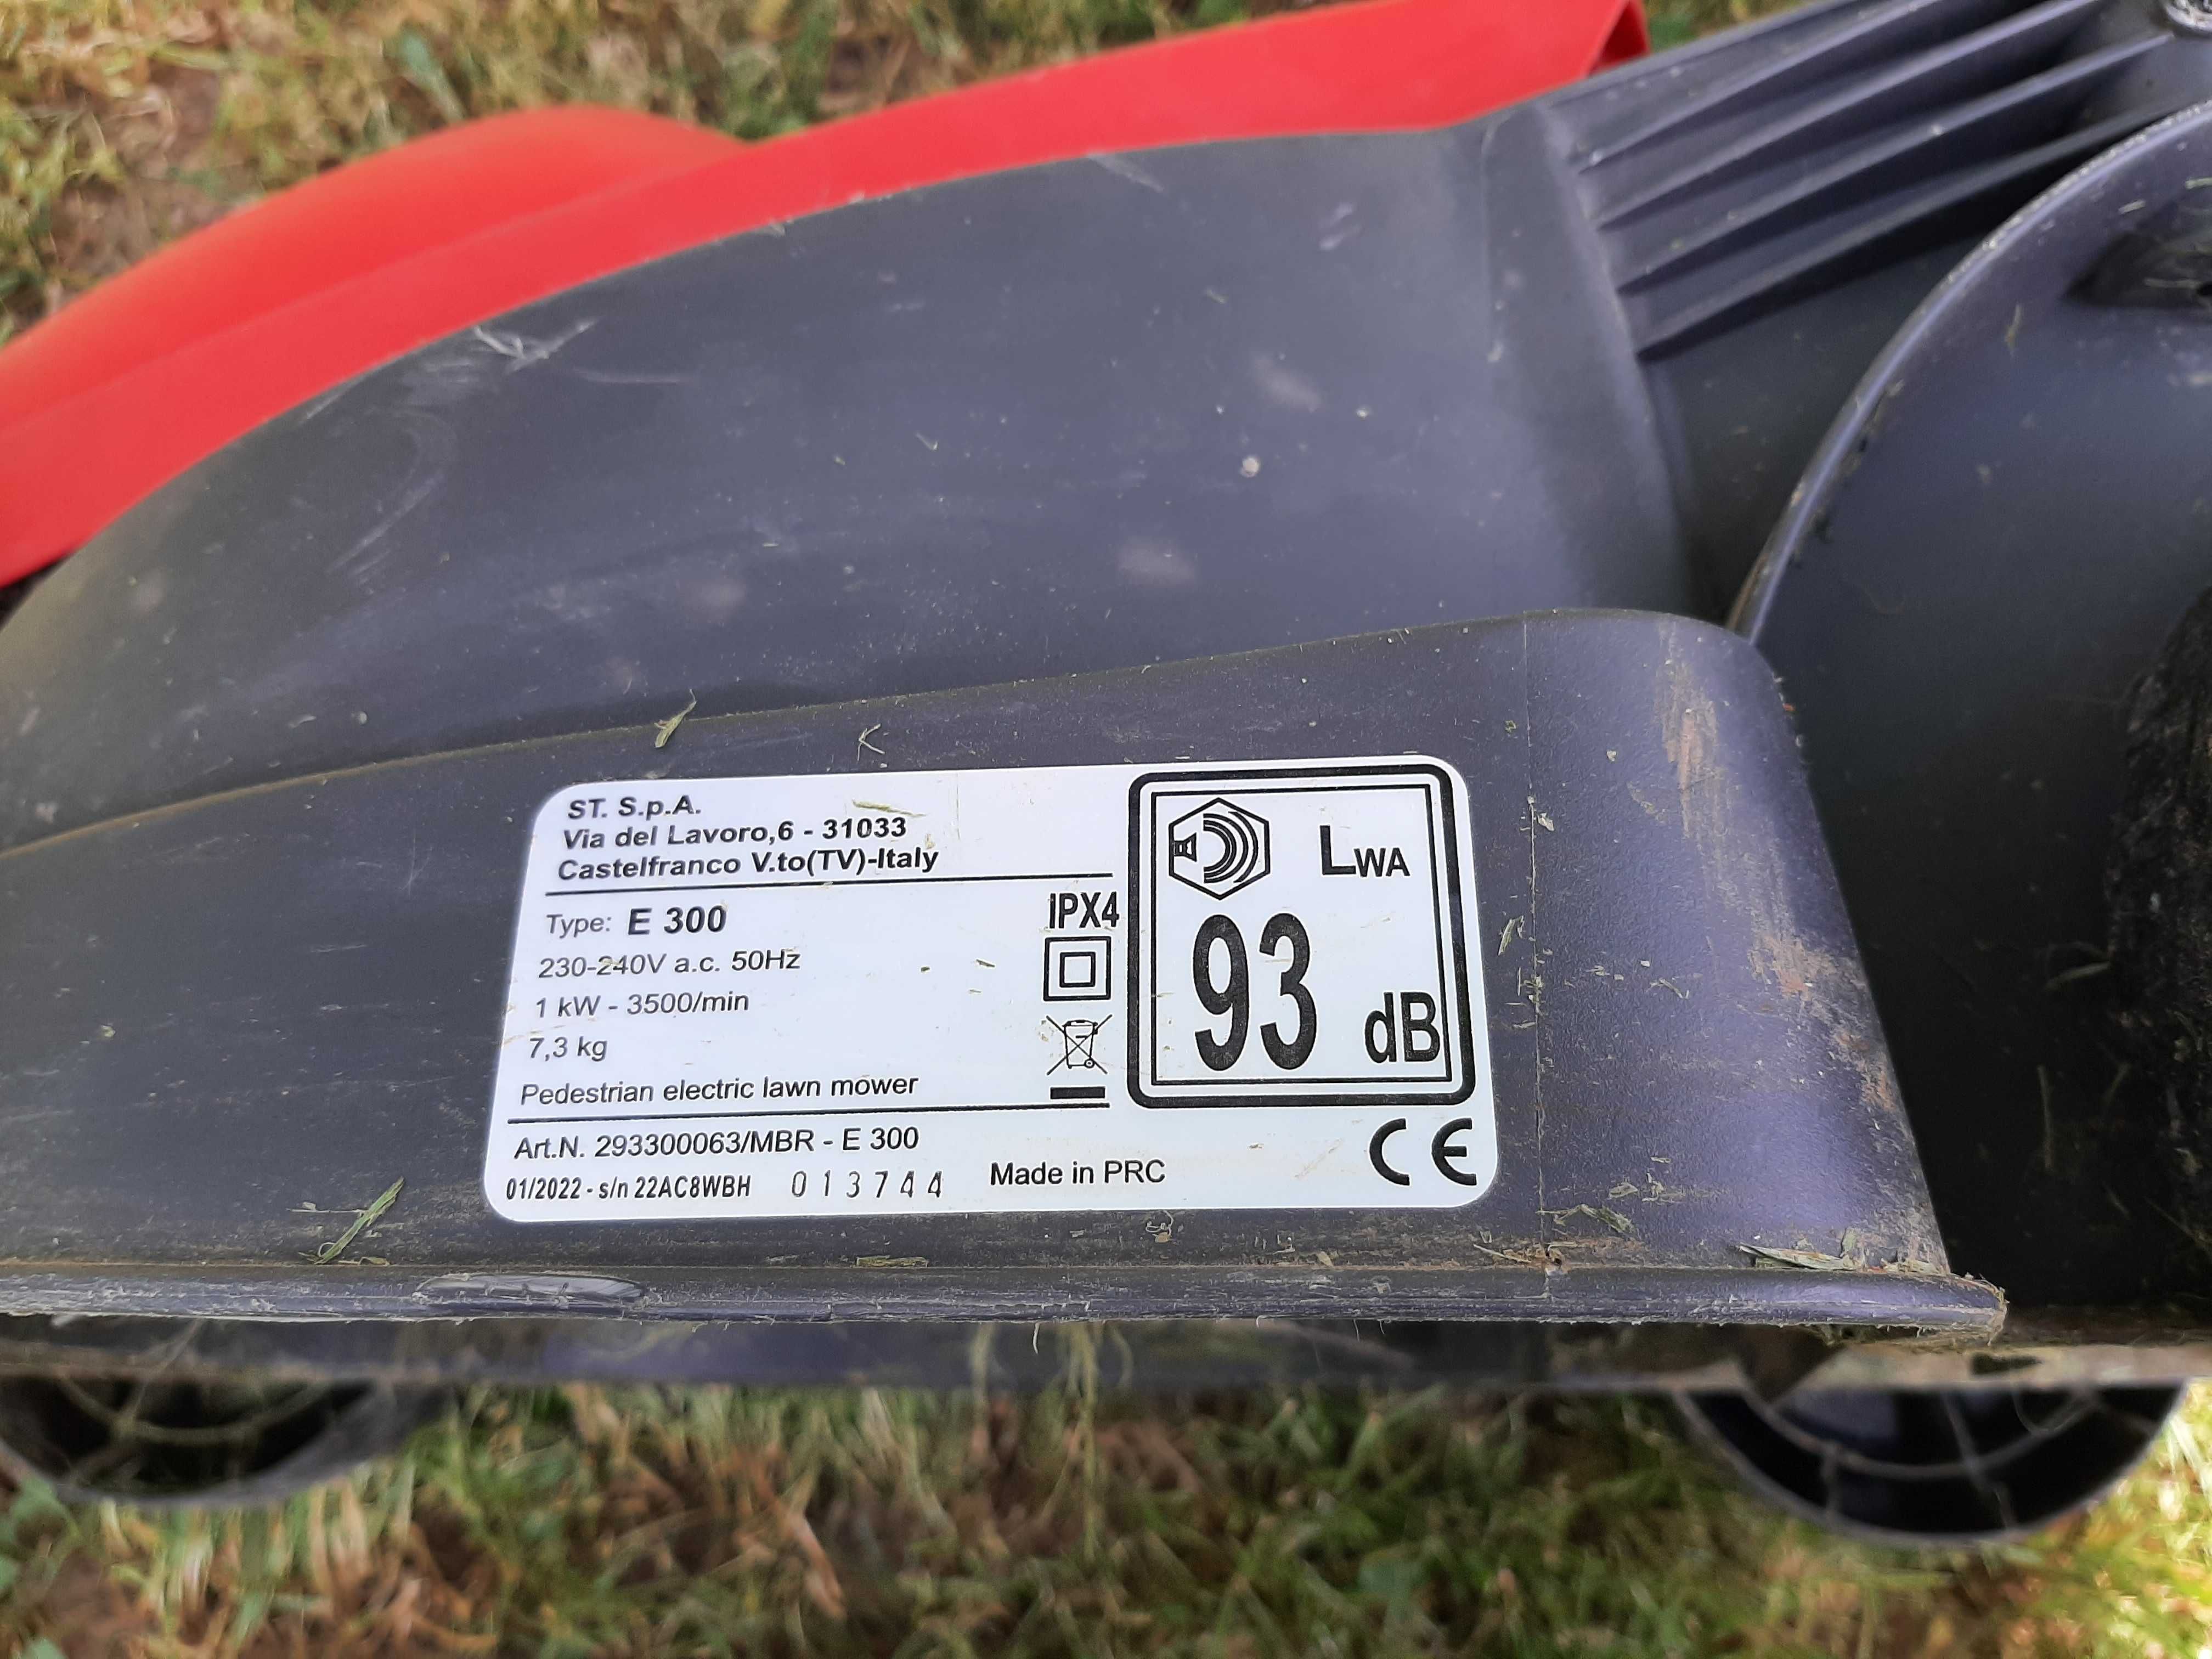 ST. S.p.A.
Via del Lavoro,6 - 31033
Castelfranco V.to(TV)-Italy
Type: E 300
IPX4
230-240V a.c. 50Hz
1 kW - 3500/min
7,3 kg
Pedestrian electric lawn mower
LWA
93 dB
Art.N. 293300063/MBR - E 300
01/2022 - s/n 22AC8WBH 013744 Made in PRC
CE